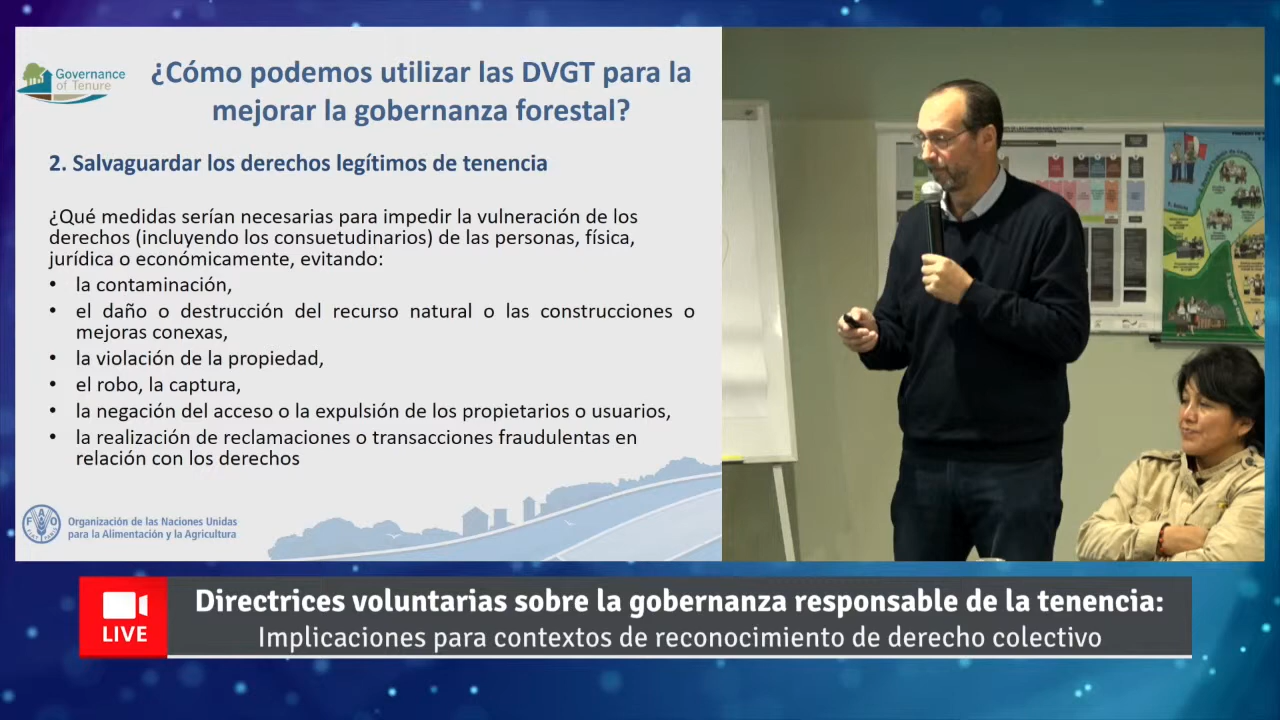 Governance
of Tenure
¿Cómo podemos utilizar las DVGT para la
mejorar la gobernanza forestal?
2. Salvaguardar los derechos legítimos de tenencia
¿Qué medidas serían necesarias para impedir la vulneración de los
derechos (incluyendo los consuetudinarios) de las personas, física,
jurídica o económicamente, evitando:
• la contaminación,
• el daño o destrucción del recurso natural o las construcciones o
mejoras conexas,
• la violación de la propiedad,
• el robo, la captura,
• la negación del acceso o la expulsión de los propietarios o usuarios,
• la realización de reclamaciones o transacciones fraudulentas en
relación con los derechos
FAO
Organización de las Naciones Unidas
para la Alimentación y la Agricultura
LIVE
Directrices voluntarias sobre la gobernanza responsable de la tenencia:
Implicaciones para contextos de reconocimiento de derecho colectivo